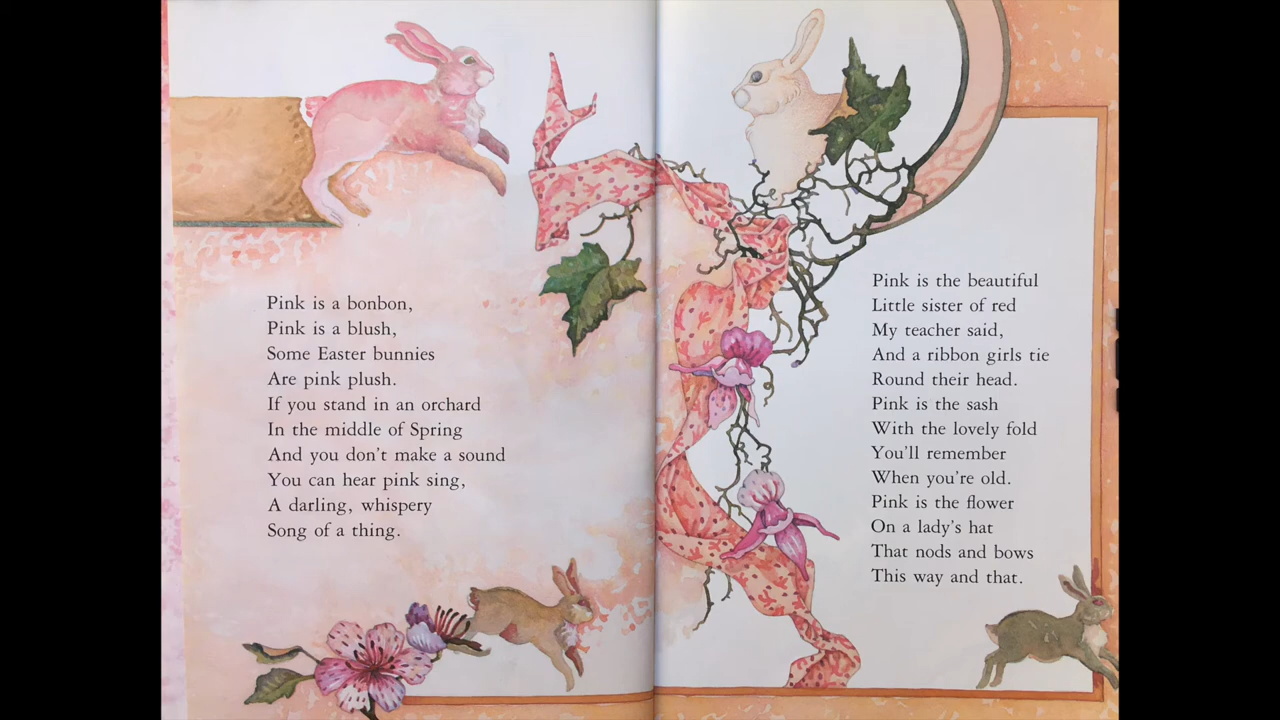 Pink is a bonbon,
Pink is a blush,
Some Easter bunnies
Are pink plush.
If you stand in an orchard
In the middle of Spring
And you don't make a sound
You can hear pink sing,
A darling, whispery
Song of a thing.
Pink is the beautiful
Little sister of red
My teacher said,
And a ribbon girls tie
Round their head.
Pink is the sash
With the lovely fold
You'll remember
When you're old.
Pink is the flower
On a lady's hat
That nods and bows
This way and that.